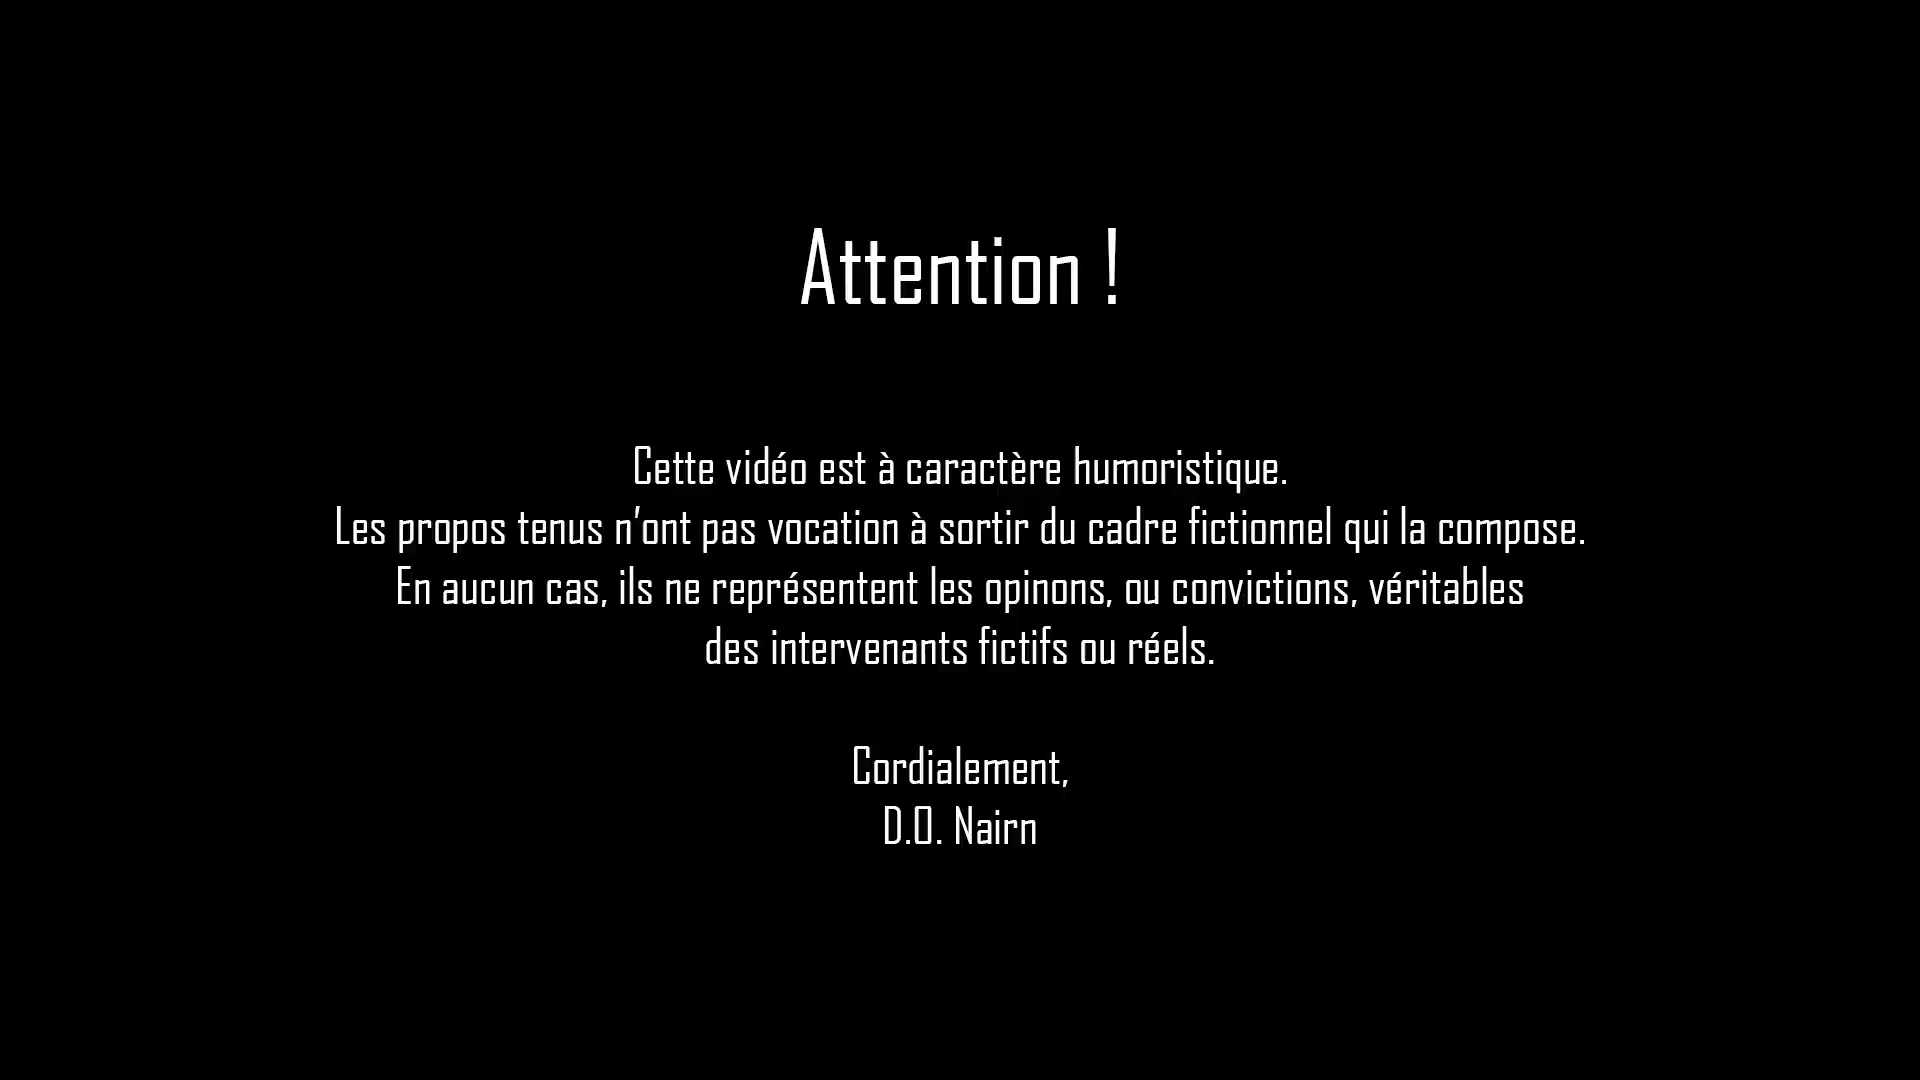 Attention !
Cette vidéo est à caractère humoristique.
Les propos tenus n’ont pas vocation à sortir du cadre fictionnel qui la compose.
En aucun cas, ils ne représentent les opinons, ou convictions, véritables
des intervenants fictifs ou réels.
Cordialement,
D.O. Nairn